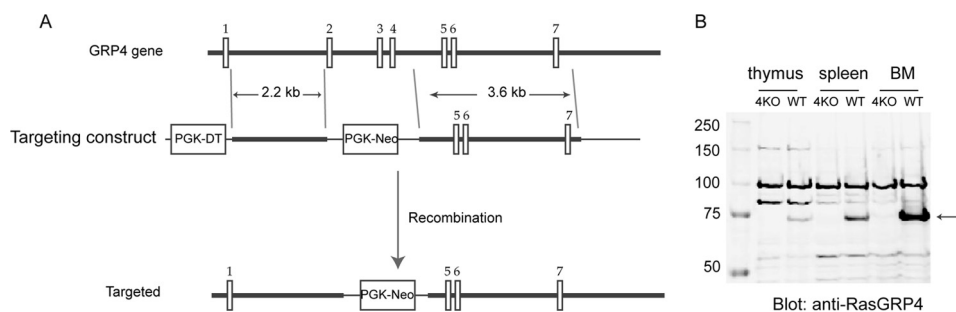 A
GRP4 gene
1 2 3 4 5 6 7
2.2 kb
3.6 kb
Targeting construct
PGK-DT
PGK-Neo
5 6 7
Recombination
Targeted
1
PGK-Neo
5 6 7
B
thymus spleen BM
4KO WT 4KO WT 4KO WT
250
150
100
75
50
Blot: anti-RasGRP4